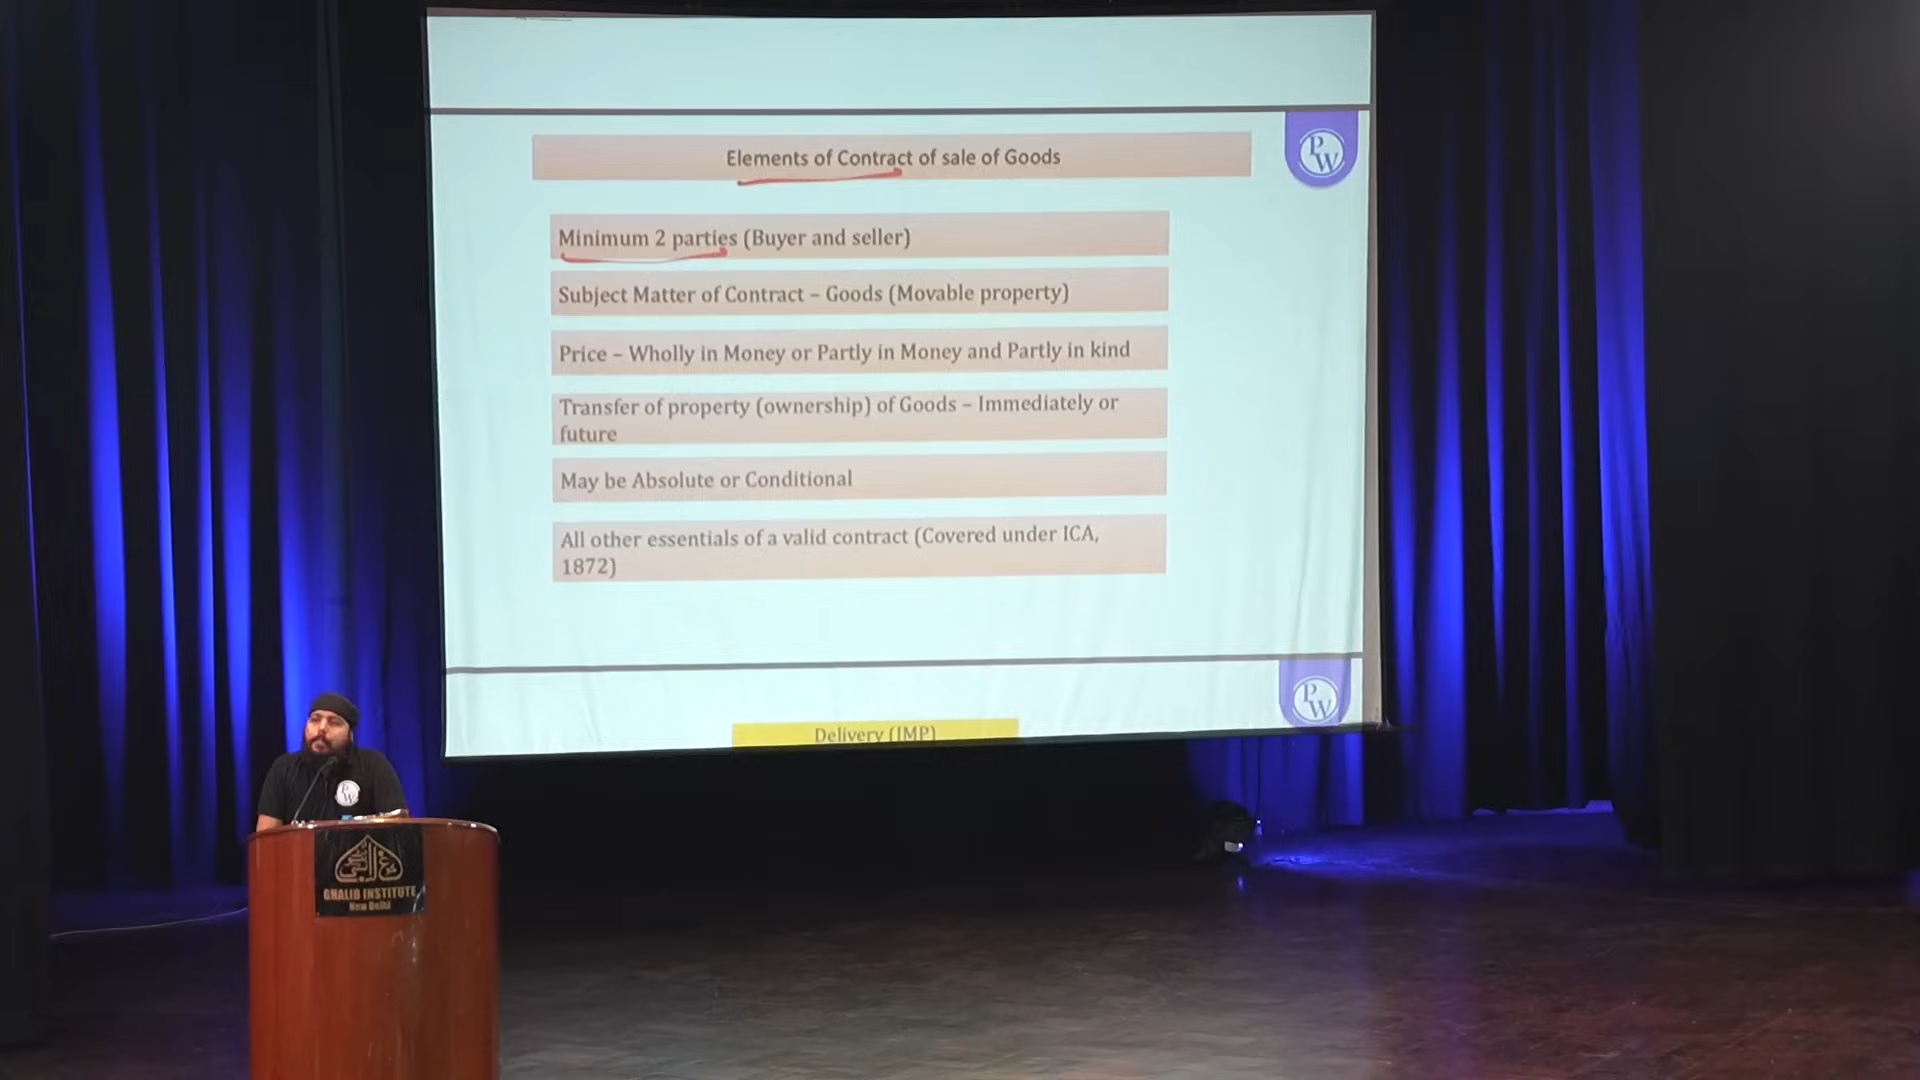 Elements of Contract of sale of Goods
P
W
Minimum 2 parties (Buyer and seller)
Subject Matter of Contract – Goods (Movable property)
Price – Wholly in Money or Partly in Money and Partly in kind
Transfer of property (ownership) of Goods – Immediately or
future
May be Absolute or Conditional
All other essentials of a valid contract (Covered under ICA,
1872)
P
W
Delivery (IMP)
P
W
GHALIB INSTITUTE
New Delhi